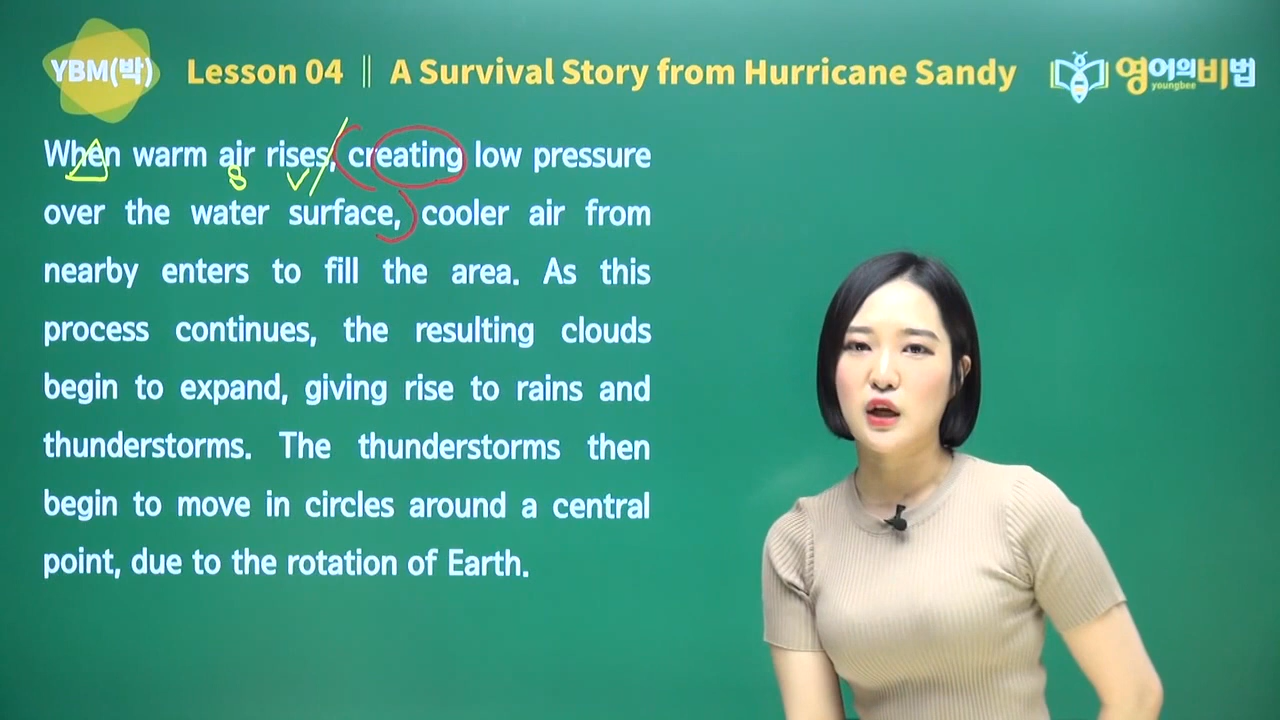 YBM(박)
Lesson 04 || A Survival Story from Hurricane Sandy
영어의비법
youngbee
When warm air rises, creating low pressure
S V
over the water surface, cooler air from
nearby enters to fill the area. As this
process continues, the resulting clouds
begin to expand, giving rise to rains and
thunderstorms. The thunderstorms then
begin to move in circles around a central
point, due to the rotation of Earth.